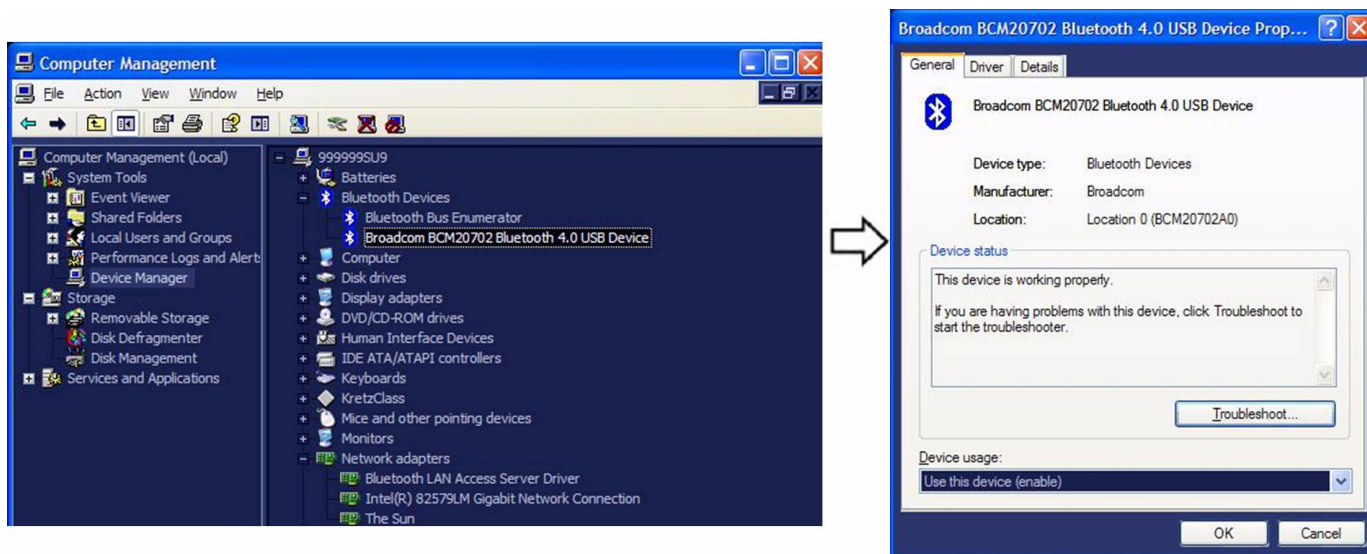 Computer Management
File Action View Window Help
Computer Management (Local)
System Tools
Event Viewer
Shared Folders
Local Users and Groups
Performance Logs and Alert:
Device Manager
Storage
Removable Storage
Disk Defragmenter
Disk Management
Services and Applications
999999SU9
Batteries
Bluetooth Devices
Bluetooth Bus Enumerator
Broadcom BCM20702 Bluetooth 4.0 USB Device
Computer
Disk drives
Display adapters
DVD/CD-ROM drives
Human Interface Devices
IDE ATA/ATAPI controllers
Keyboards
KretzClass
Mice and other pointing devices
Monitors
Network adapters
Bluetooth LAN Access Server Driver
Intel(R) 82579LM Gigabit Network Connection
The Sun
Broadcom BCM20702 Bluetooth 4.0 USB Device Prop...
General Driver Details
Broadcom BCM20702 Bluetooth 4.0 USB Device
Device type: Bluetooth Devices
Manufacturer: Broadcom
Location: Location 0 (BCM20702A0)
Device status
This device is working properly.
If you are having problems with this device, click Troubleshoot to
start the troubleshooter.
Troubleshoot...
Device usage:
Use this device (enable)
OK Cancel